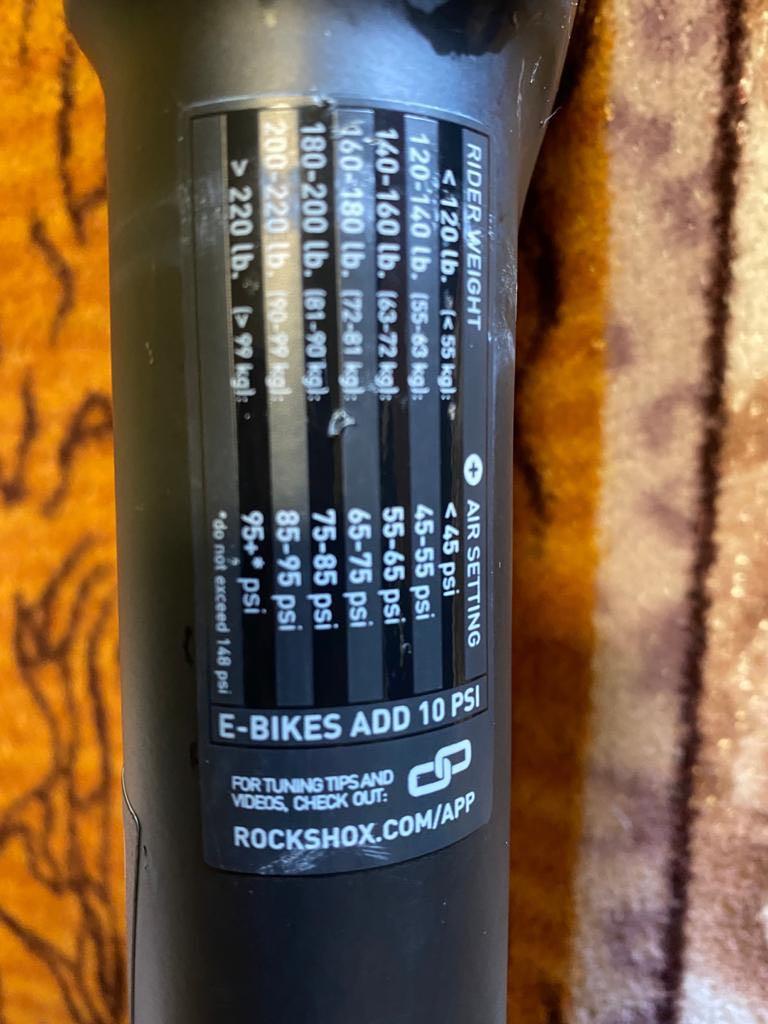 RIDER WEIGHT + AIR SETTING
< 120 lb. (< 55 kg): < 45 psi
120-140 lb. (55-63 kg): 45-55 psi
140-160 lb. (63-72 kg): 55-65 psi
160-180 lb. (72-81 kg): 65-75 psi
180-200 lb. (81-90 kg): 75-85 psi
200-220 lb. (90-99 kg): 85-95 psi
> 220 lb. (> 99 kg): 95+* psi
*do not exceed 148 psi
E-BIKES ADD 10 PSI
FOR TUNING TIPS AND
VIDEOS, CHECK OUT:
ROCKSHOX.COM/APP